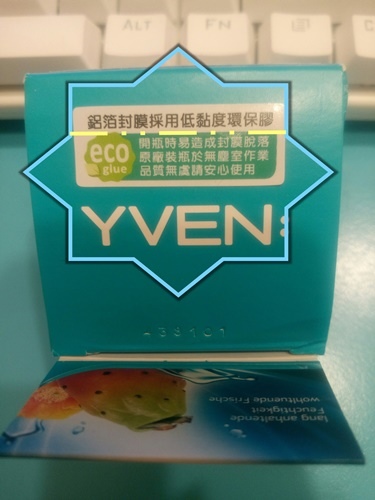 ALT
FN
鋁箔封膜採用低黏度環保膠
eco
glue
開瓶時易造成封膜脫落
原廠裝瓶於無塵室作業
品質無虞請安心使用
YVEN:
lang anhaltende
Feuchtigkeit
wohltuende Frische